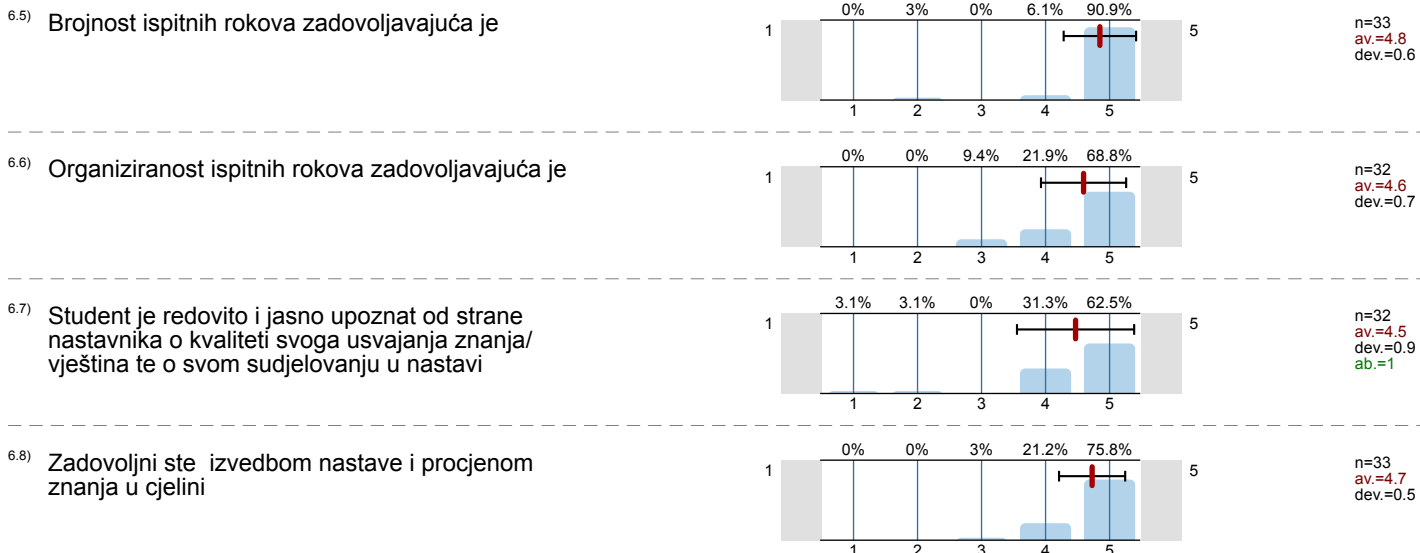 6.5) Brojnost ispitnih rokova zadovoljavajuća je
0% 3% 0% 6.1% 90.9%
1 5
n=33
av.=4.8
dev.=0.6
1 2 3 4 5
6.6) Organiziranost ispitnih rokova zadovoljavajuća je
0% 0% 9.4% 21.9% 68.8%
1 5
n=32
av.=4.6
dev.=0.7
1 2 3 4 5
6.7) Student je redovito i jasno upoznat od strane
nastavnika o kvaliteti svoga usvajanja znanja/
vještina te o svom sudjelovanju u nastavi
3.1% 3.1% 0% 31.3% 62.5%
1 5
n=32
av.=4.5
dev.=0.9
ab.=1
1 2 3 4 5
6.8) Zadovoljni ste izvedbom nastave i procjenom
znanja u cjelini
0% 0% 3% 21.2% 75.8%
1 5
n=33
av.=4.7
dev.=0.5
1 2 3 4 5